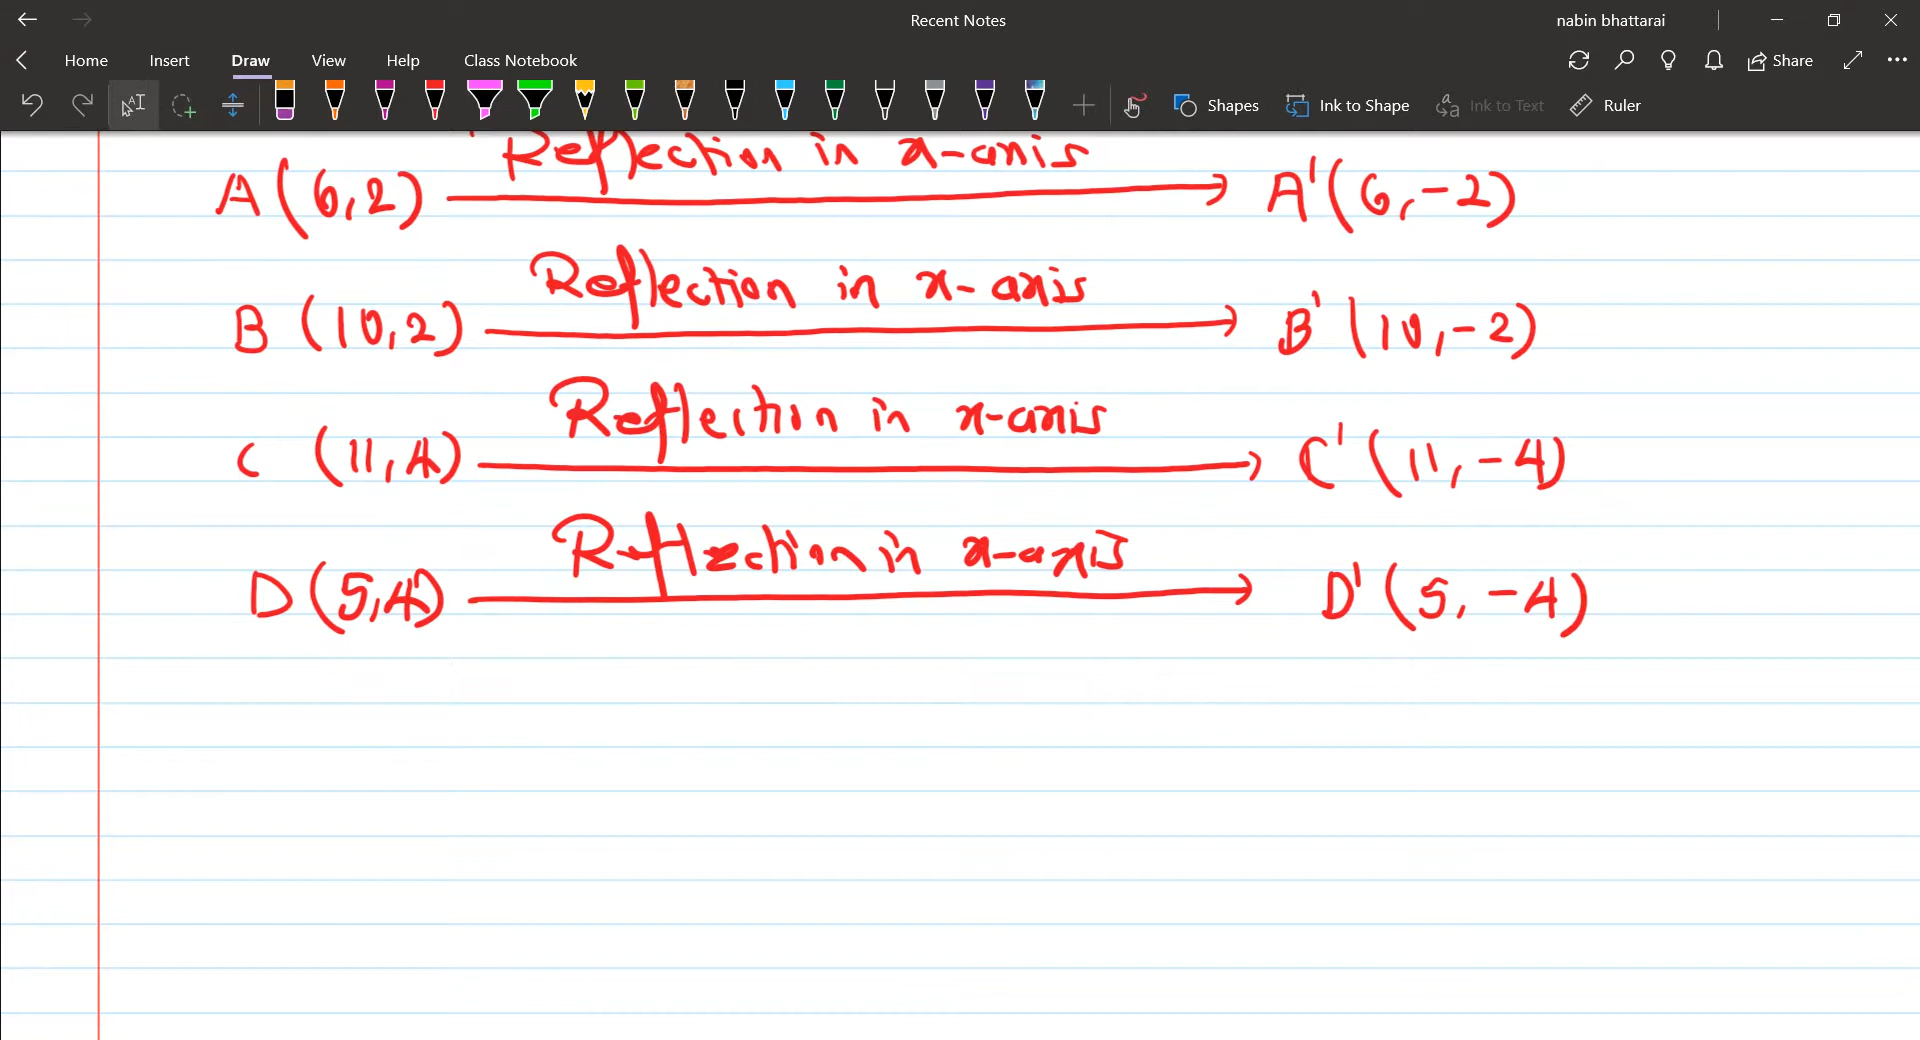 Recent Notes
nabin bhattarai
Home Insert Draw View Help Class Notebook
Share
Shapes Ink to Shape Ink to Text Ruler
Reflection in x-axis
A (6,2) → A' (6, -2)
Reflection in x-axis
B (10,2) → B' (10, -2)
Reflection in x-axis
C (11,4) → C' (11, -4)
Reflection in x-axis
D (5,4) → D' (5, -4)